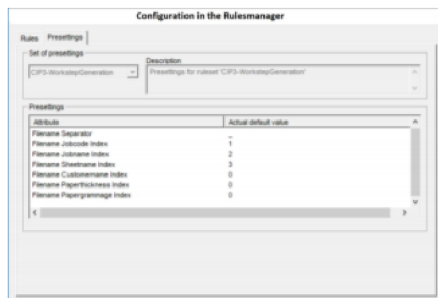 Configuration in the Rulesmanager
Rules Presettings
Set of presettings
Description
CIP3-WorkstepGeneration
Presettings for ruleset 'CIP3-WorkstepGeneration'
Presettings
Attribute Actual default value
Filename Separator _
Filename Jobcode Index 1
Filename Jobname Index 2
Filename Sheetname Index 3
Filename Customername Index 0
Filename Paperthickness Index 0
Filename Papergrammage Index 0